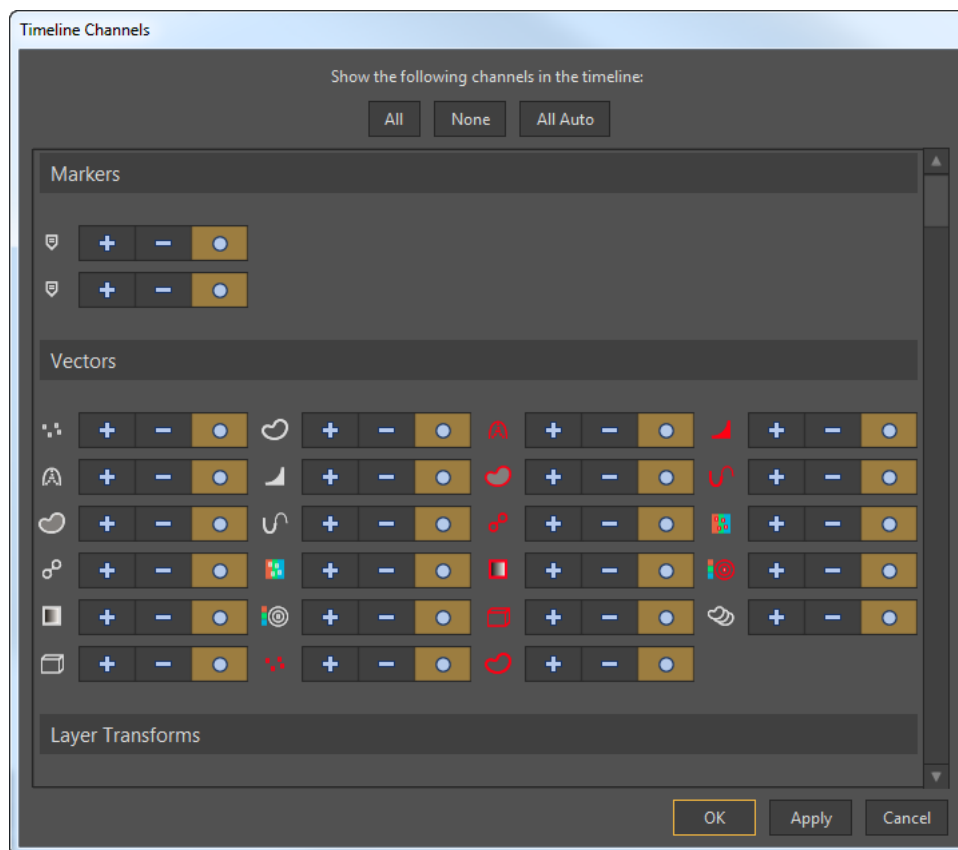 Timeline Channels
Show the following channels in the timeline:
All None All Auto
Markers
Vectors
Layer Transforms
OK Apply Cancel